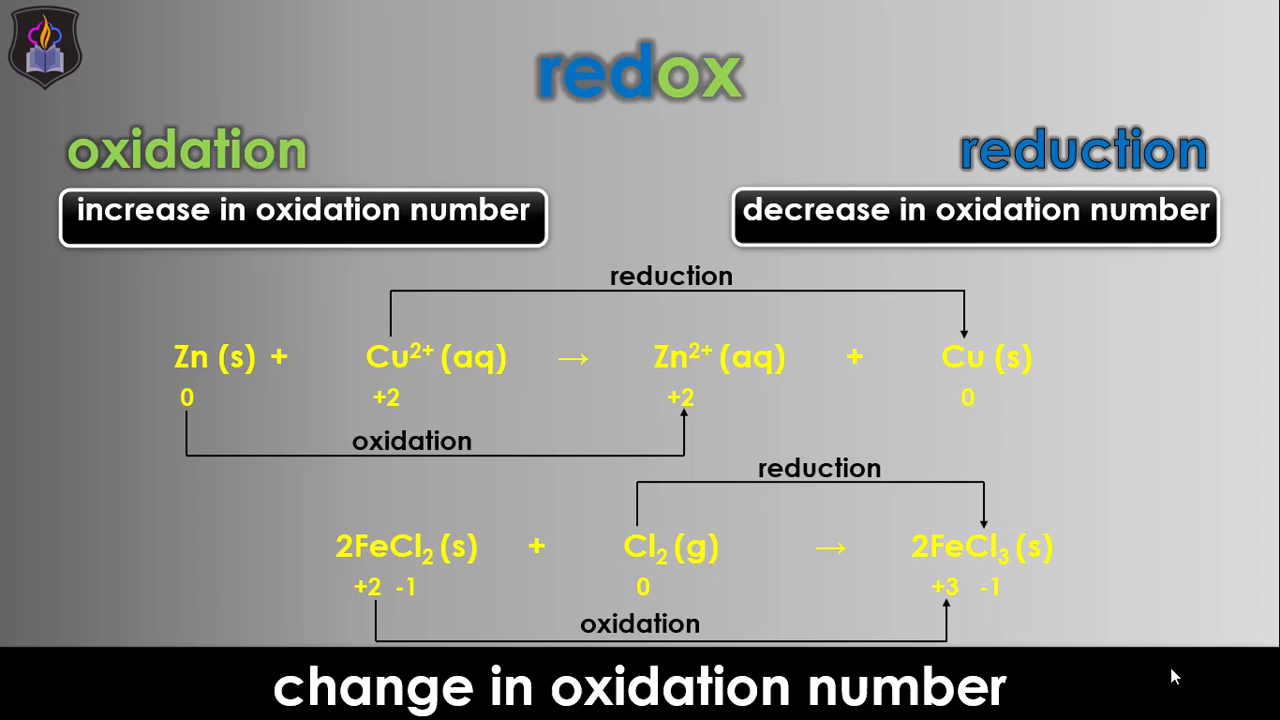 redox
oxidation
reduction
increase in oxidation number
decrease in oxidation number
reduction
Zn (s) + Cu²⁺ (aq) → Zn²⁺ (aq) + Cu (s)
0 +2 +2 0
oxidation
reduction
2FeCl₂ (s) + Cl₂ (g) → 2FeCl₃ (s)
+2 -1 0 +3 -1
oxidation
change in oxidation number